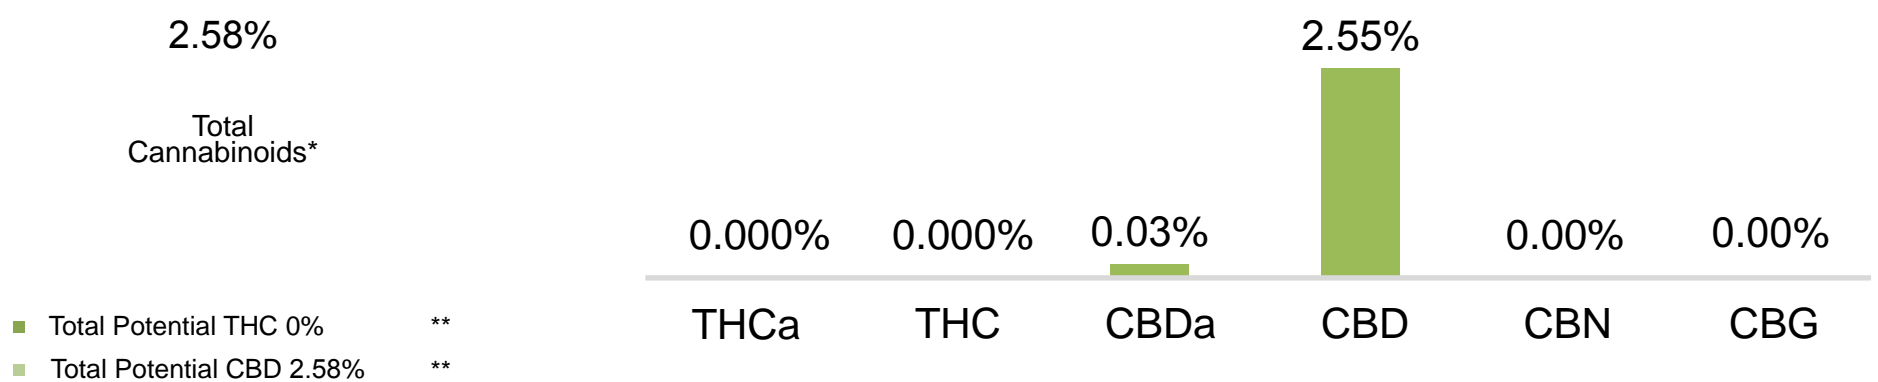 2.58%
Total
Cannabinoids*
Total Potential THC 0% **
Total Potential CBD 2.58% **
2.55%
0.000% 0.000% 0.03% 0.00% 0.00%
THCa THC CBDa CBD CBN CBG